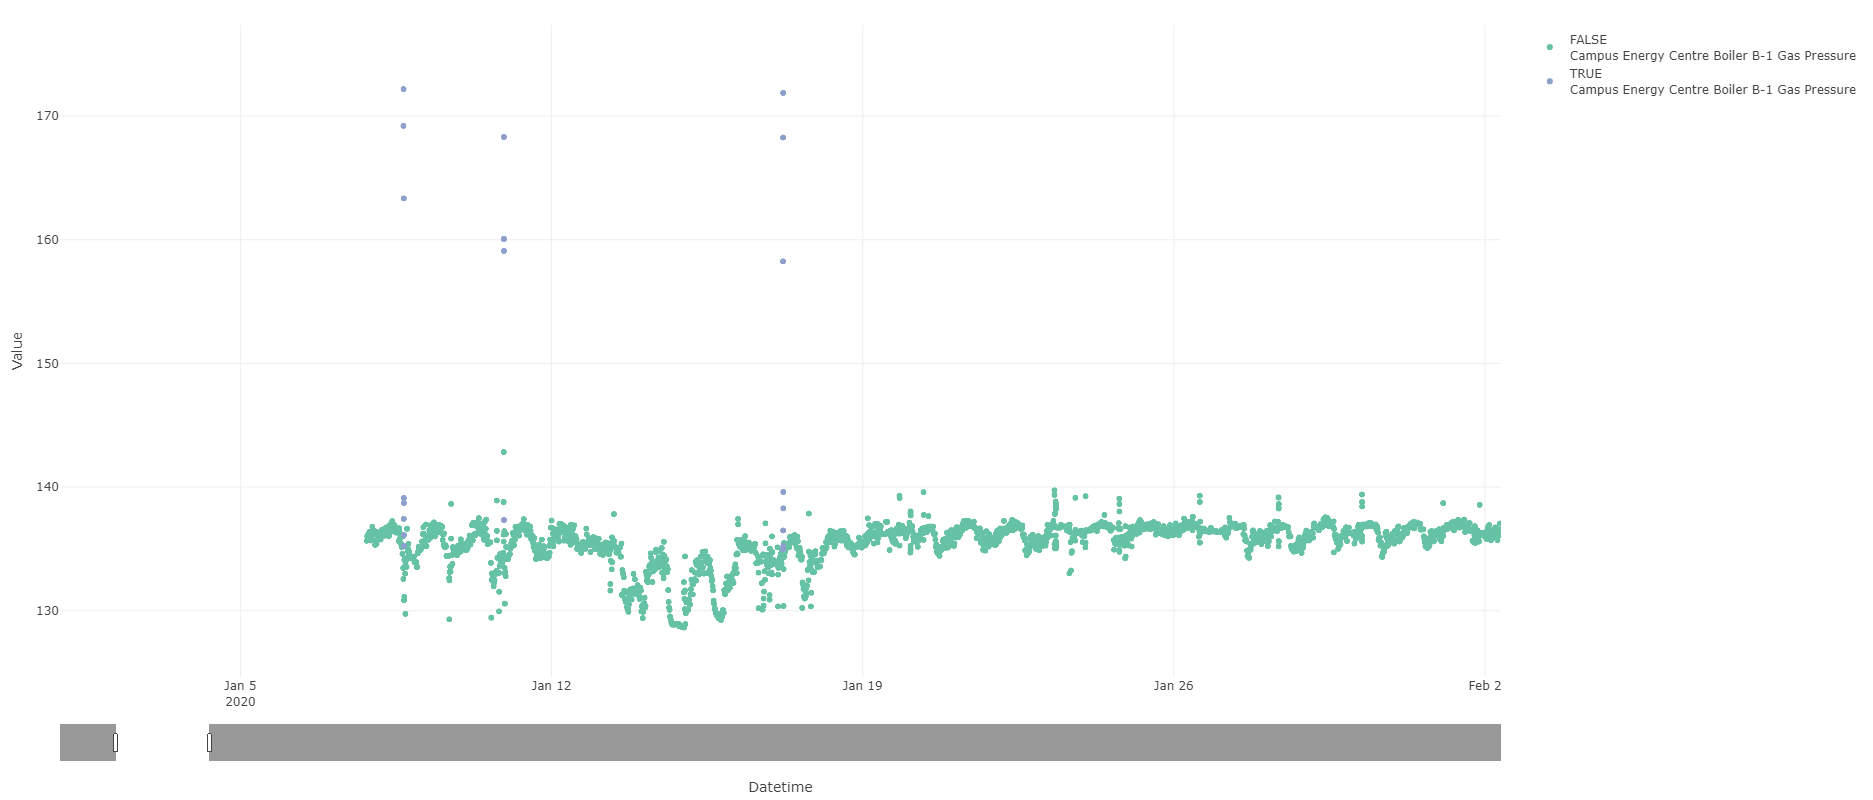 FALSE
Campus Energy Centre Boiler B-1 Gas Pressure
TRUE
Campus Energy Centre Boiler B-1 Gas Pressure
170
160
150
140
130
Value
Jan 5
2020
Jan 12
Jan 19
Jan 26
Feb 2
Datetime